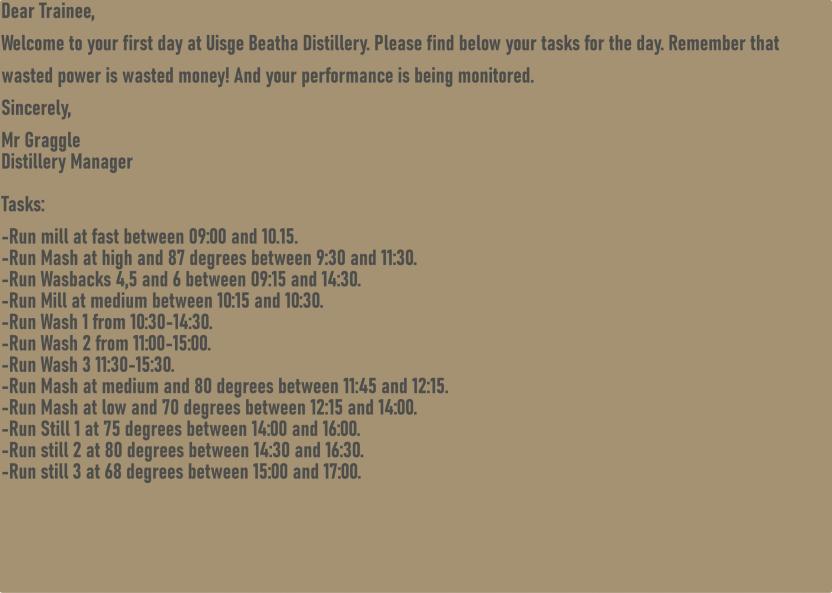 Dear Trainee,
Welcome to your first day at Uisge Beatha Distillery. Please find below your tasks for the day. Remember that
wasted power is wasted money! And your performance is being monitored.
Sincerely,
Mr Graggle
Distillery Manager
Tasks:
-Run mill at fast between 09:00 and 10.15.
-Run Mash at high and 87 degrees between 9:30 and 11:30.
-Run Wasbacks 4,5 and 6 between 09:15 and 14:30.
-Run Mill at medium between 10:15 and 10:30.
-Run Wash 1 from 10:30-14:30.
-Run Wash 2 from 11:00-15:00.
-Run Wash 3 11:30-15:30.
-Run Mash at medium and 80 degrees between 11:45 and 12:15.
-Run Mash at low and 70 degrees between 12:15 and 14:00.
-Run Still 1 at 75 degrees between 14:00 and 16:00.
-Run still 2 at 80 degrees between 14:30 and 16:30.
-Run still 3 at 68 degrees between 15:00 and 17:00.